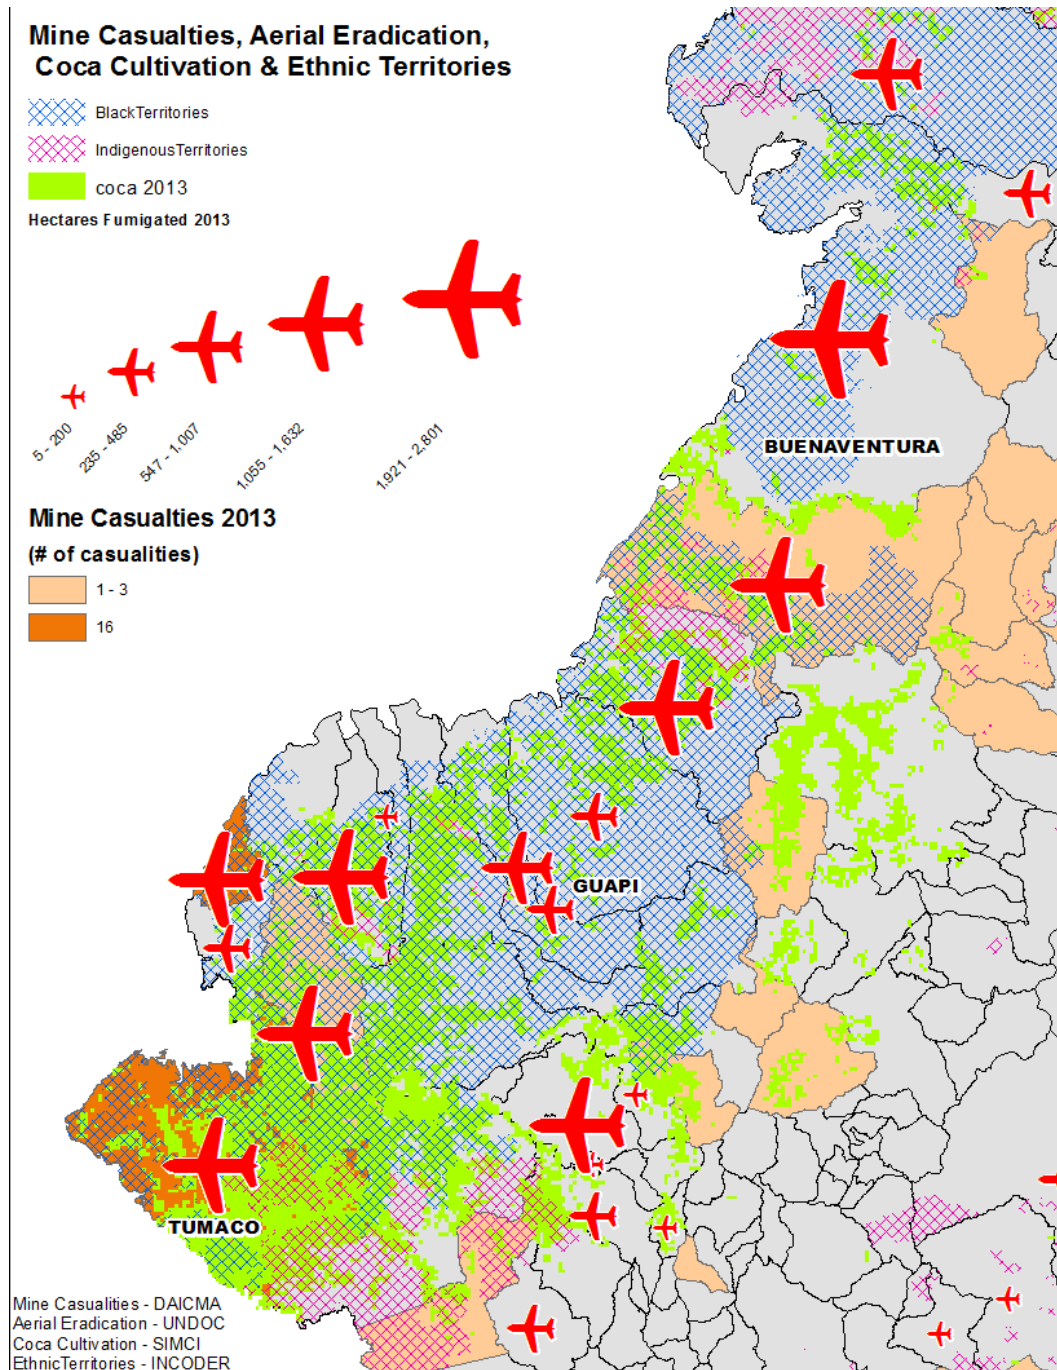 Mine Casualties, Aerial Eradication,
Coca Cultivation & Ethnic Territories
BlackTerritories
IndigenousTerritories
coca 2013
Hectares Fumigated 2013
5 - 200
235 - 485
547 - 1.007
1.055 - 1.632
1.921 - 2.801
Mine Casualties 2013
(# of casualities)
1 - 3
16
BUENAVENTURA
GUAPI
TUMACO
Mine Casualities - DAICMA
Aerial Eradication - UNDOC
Coca Cultivation - SIMCI
EthnicTerritories - INCODER